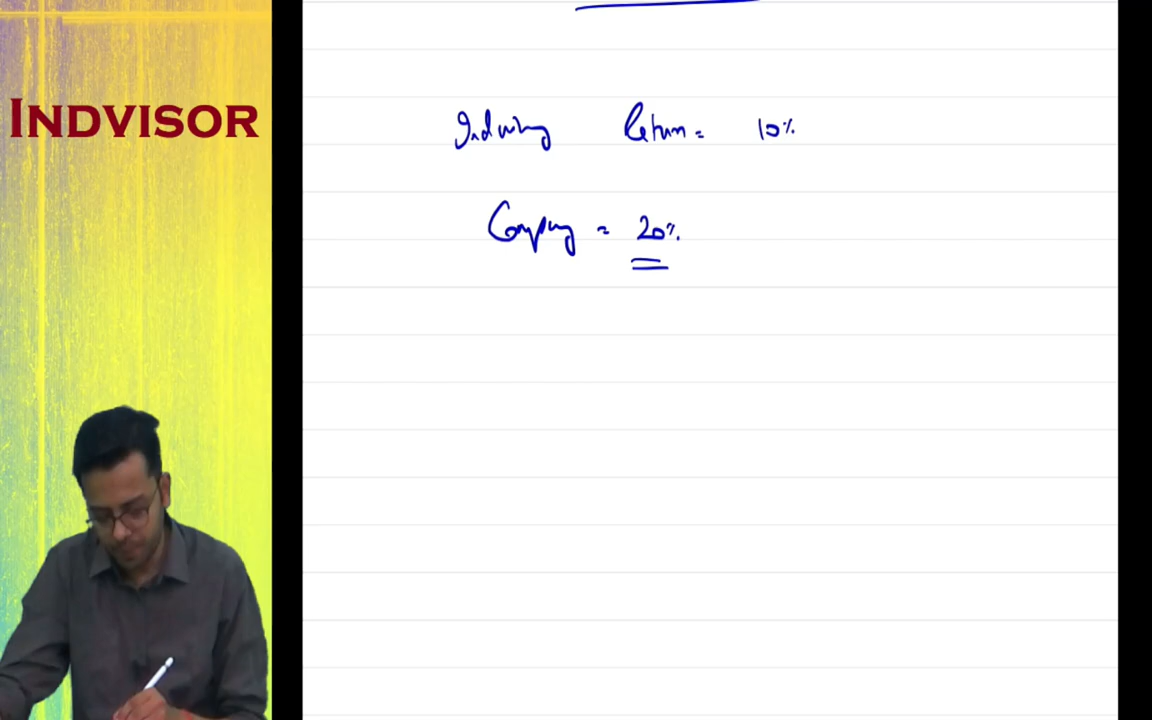 INDVISOR
Industry Return = 10%
Company = 20%